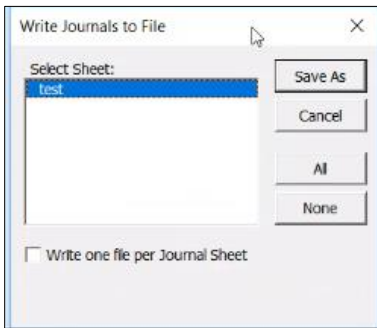 Write Journals to File
Select Sheet:
test
Save As
Cancel
All
None
Write one file per Journal Sheet